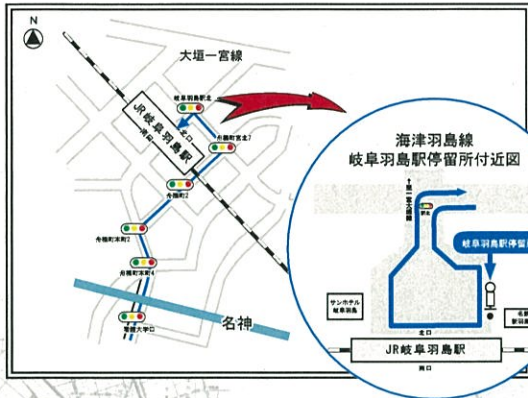 N
大垣一宮線
岐阜羽島駅北
JR岐阜羽島駅
北口
南口
舟橋町宮北7
舟橋町2
舟橋町本町2
舟橋町本町4
名神
海津羽島線
岐阜羽島駅停留所付近図
駅北
岐阜羽島駅停留
サンホテル
岐阜羽島
北口
JR岐阜羽島駅
南口